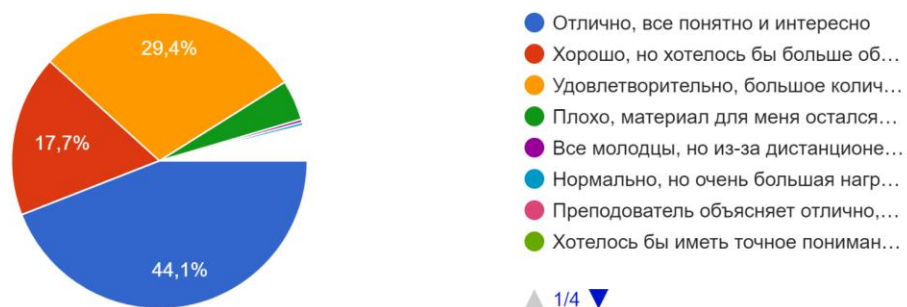 29,4%
17,7%
44,1%
Отлично, все понятно и интересно
Хорошо, но хотелось бы больше об…
Удовлетворительно, большое колич…
Плохо, материал для меня остался…
Все молодцы, но из-за дистанционе…
Нормально, но очень большая нагр…
Преподователь объясняет отлично,…
Хотелось бы иметь точное пониман…
1/4